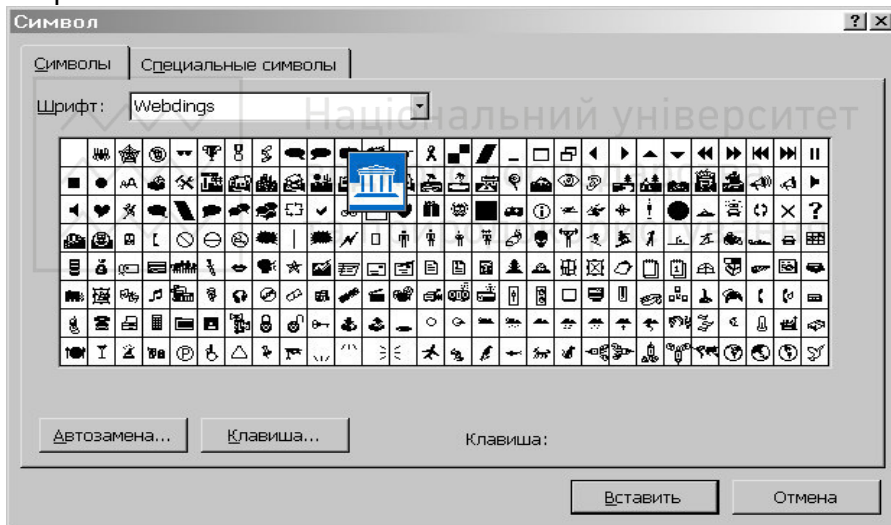 Символ
Символы
Специальные символы
Шрифт:
Webdings
Національний університет
Автозамена...
Клавиша...
Клавиша:
Вставить
Отмена